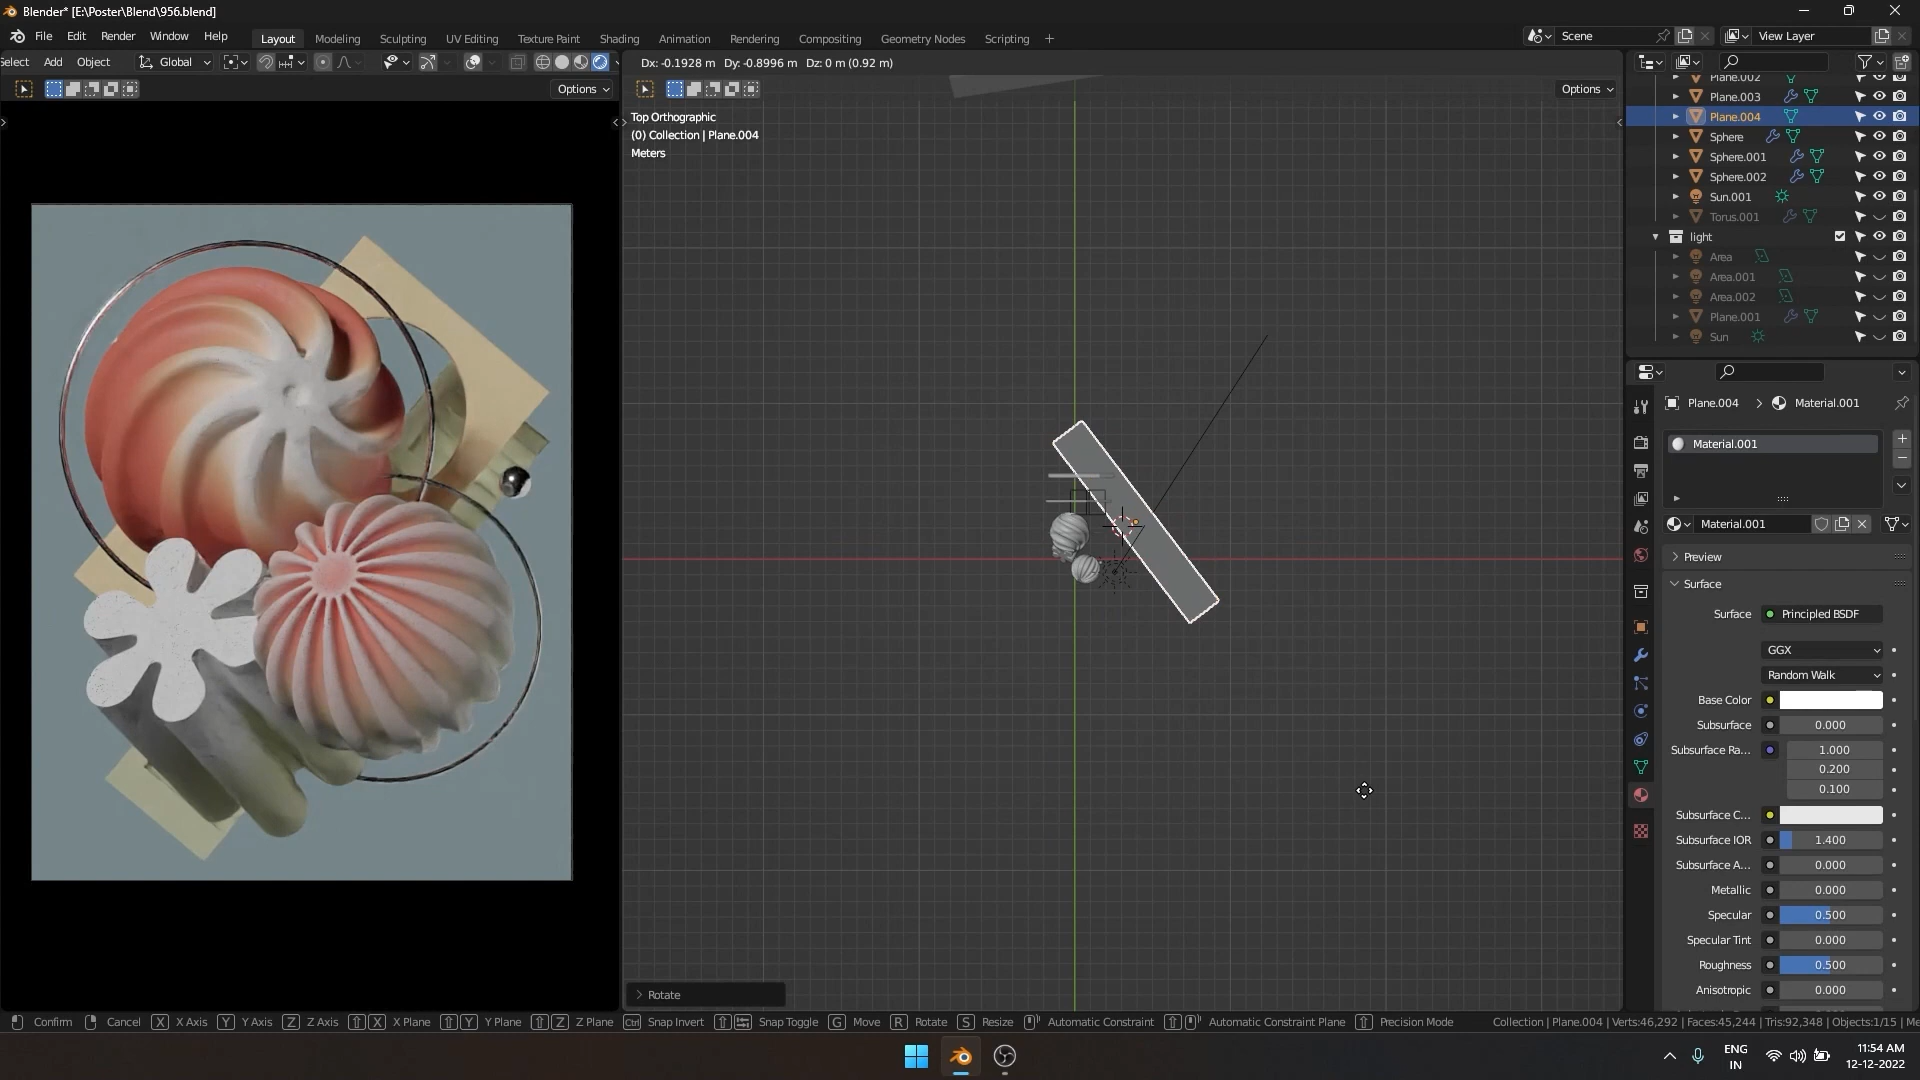 Blender* [E:\Poster\Blend\956.blend]
File Edit Render Window Help Layout Modeling Sculpting UV Editing Texture Paint Shading Animation Rendering Compositing Geometry Nodes Scripting + Scene View Layer
Select Add Object Global Dx: -0.1928 m Dy: -0.8996 m Dz: 0 m (0.92 m)
Options Options
Top Orthographic
(0) Collection | Plane.004
Meters
Plane.002
Plane.003
Plane.004
Sphere
Sphere.001
Sphere.002
Sun.001
Torus.001
light
Area
Area.001
Area.002
Plane.001
Sun
Plane.004 > Material.001
Material.001
Material.001
Preview
Surface
Surface Principled BSDF
GGX
Random Walk
Base Color
Subsurface 0.000
Subsurface Ra... 1.000
0.200
0.100
Subsurface C...
Subsurface IOR 1.400
Subsurface A... 0.000
Metallic 0.000
Specular 0.500
Specular Tint 0.000
Roughness 0.500
Anisotropic 0.000
Rotate
Confirm Cancel X X Axis Y Y Axis Z Z Axis X X Plane Y Y Plane Z Z Plane Ctrl Snap Invert Snap Toggle G Move R Rotate S Resize Automatic Constraint Automatic Constraint Plane Precision Mode Collection | Plane.004 | Verts:46,292 | Faces:45,244 | Tris:92,348 | Objects:1/15 | Me
ENG
IN
11:54 AM
12-12-2022